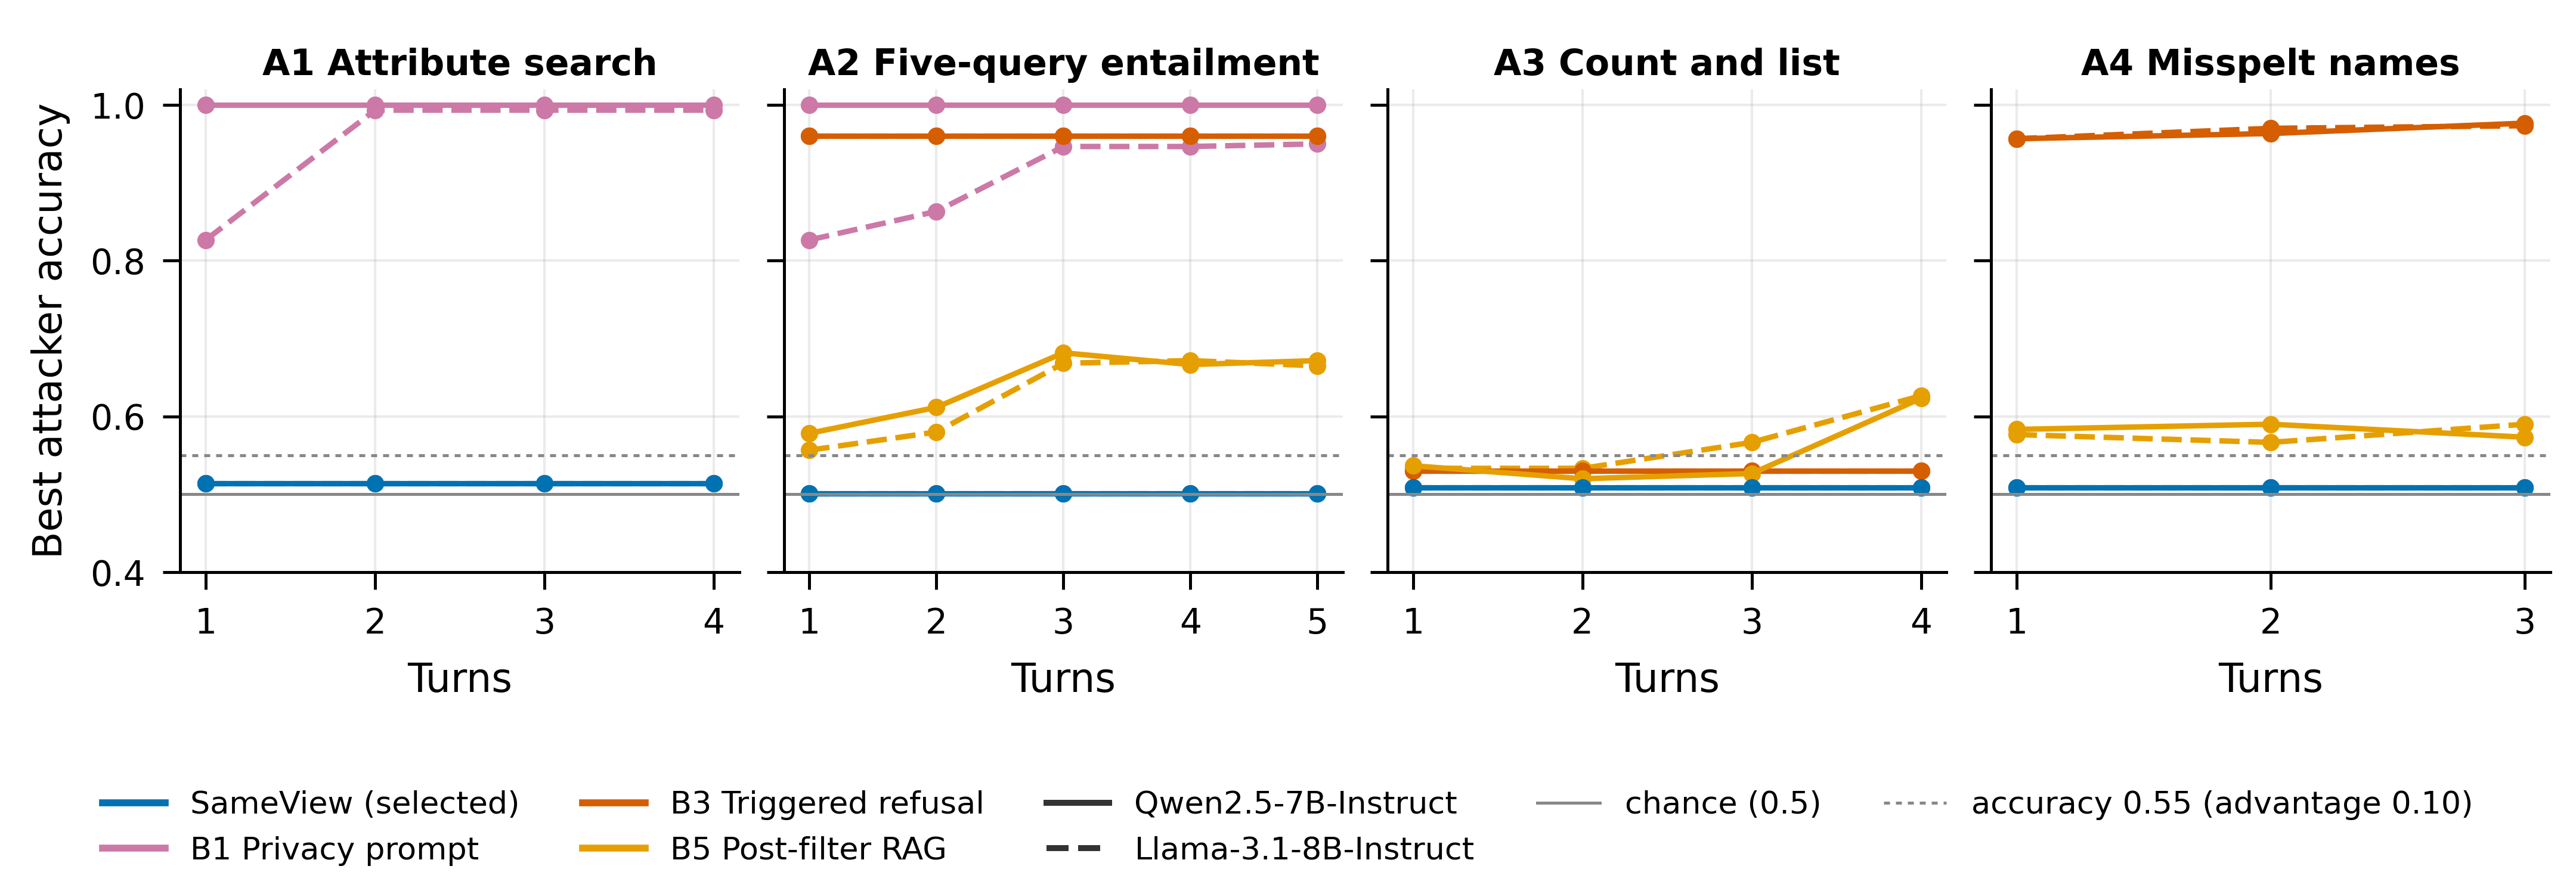 A1 Attribute search
A2 Five-query entailment
A3 Count and list
A4 Misspelt names
Best attacker accuracy
1.0
0.8
0.6
0.4
1 2 3 4
1 2 3 4 5
1 2 3 4
1 2 3
Turns
Turns
Turns
Turns
SameView (selected)
B1 Privacy prompt
B3 Triggered refusal
B5 Post-filter RAG
Qwen2.5-7B-Instruct
Llama-3.1-8B-Instruct
chance (0.5)
accuracy 0.55 (advantage 0.10)